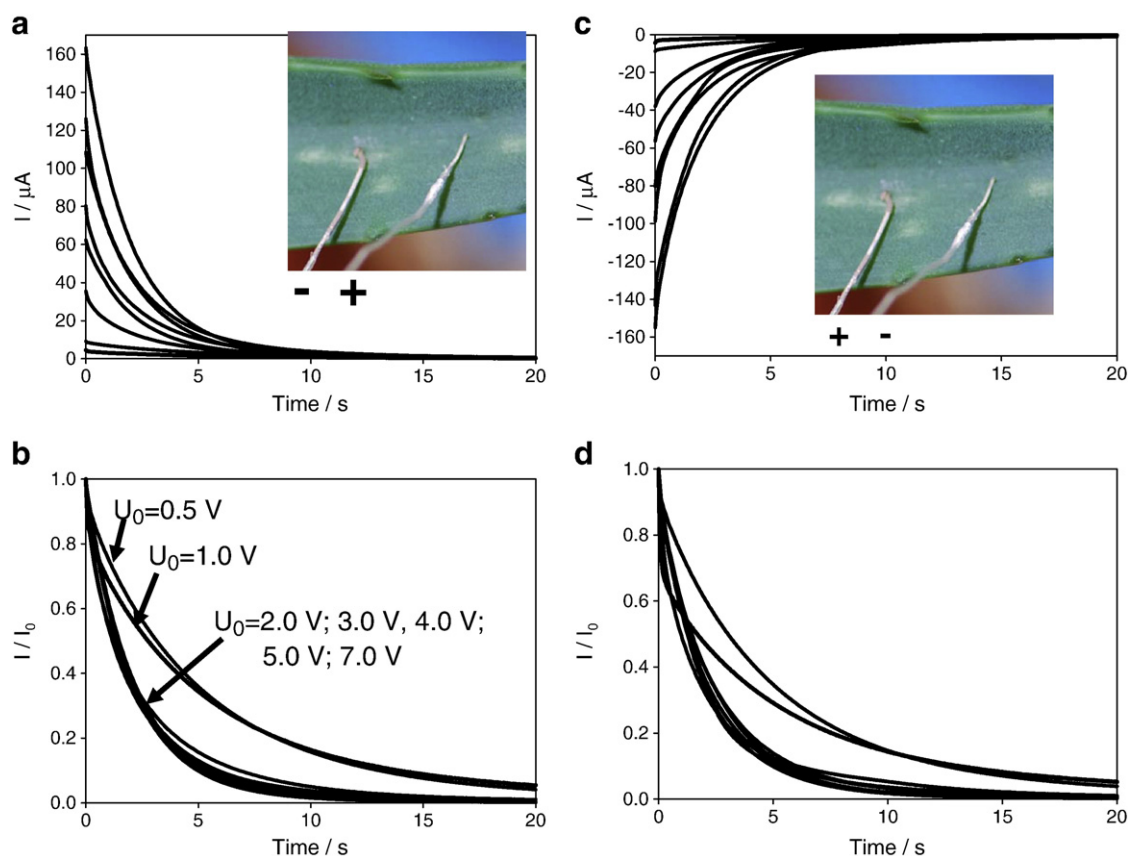 a
I / µA
160
140
120
100
80
60
40
20
0
- +
0 5 10 15 20
Time / s
c
I / µA
0
-20
-40
-60
-80
-100
-120
-140
-160
+ -
0 5 10 15 20
Time / s
b
I / I₀
1.0
0.8
0.6
0.4
0.2
0.0
U₀=0.5 V
U₀=1.0 V
U₀=2.0 V; 3.0 V, 4.0 V;
5.0 V; 7.0 V
0 5 10 15 20
Time / s
d
I / I₀
1.0
0.8
0.6
0.4
0.2
0.0
0 5 10 15 20
Time / s